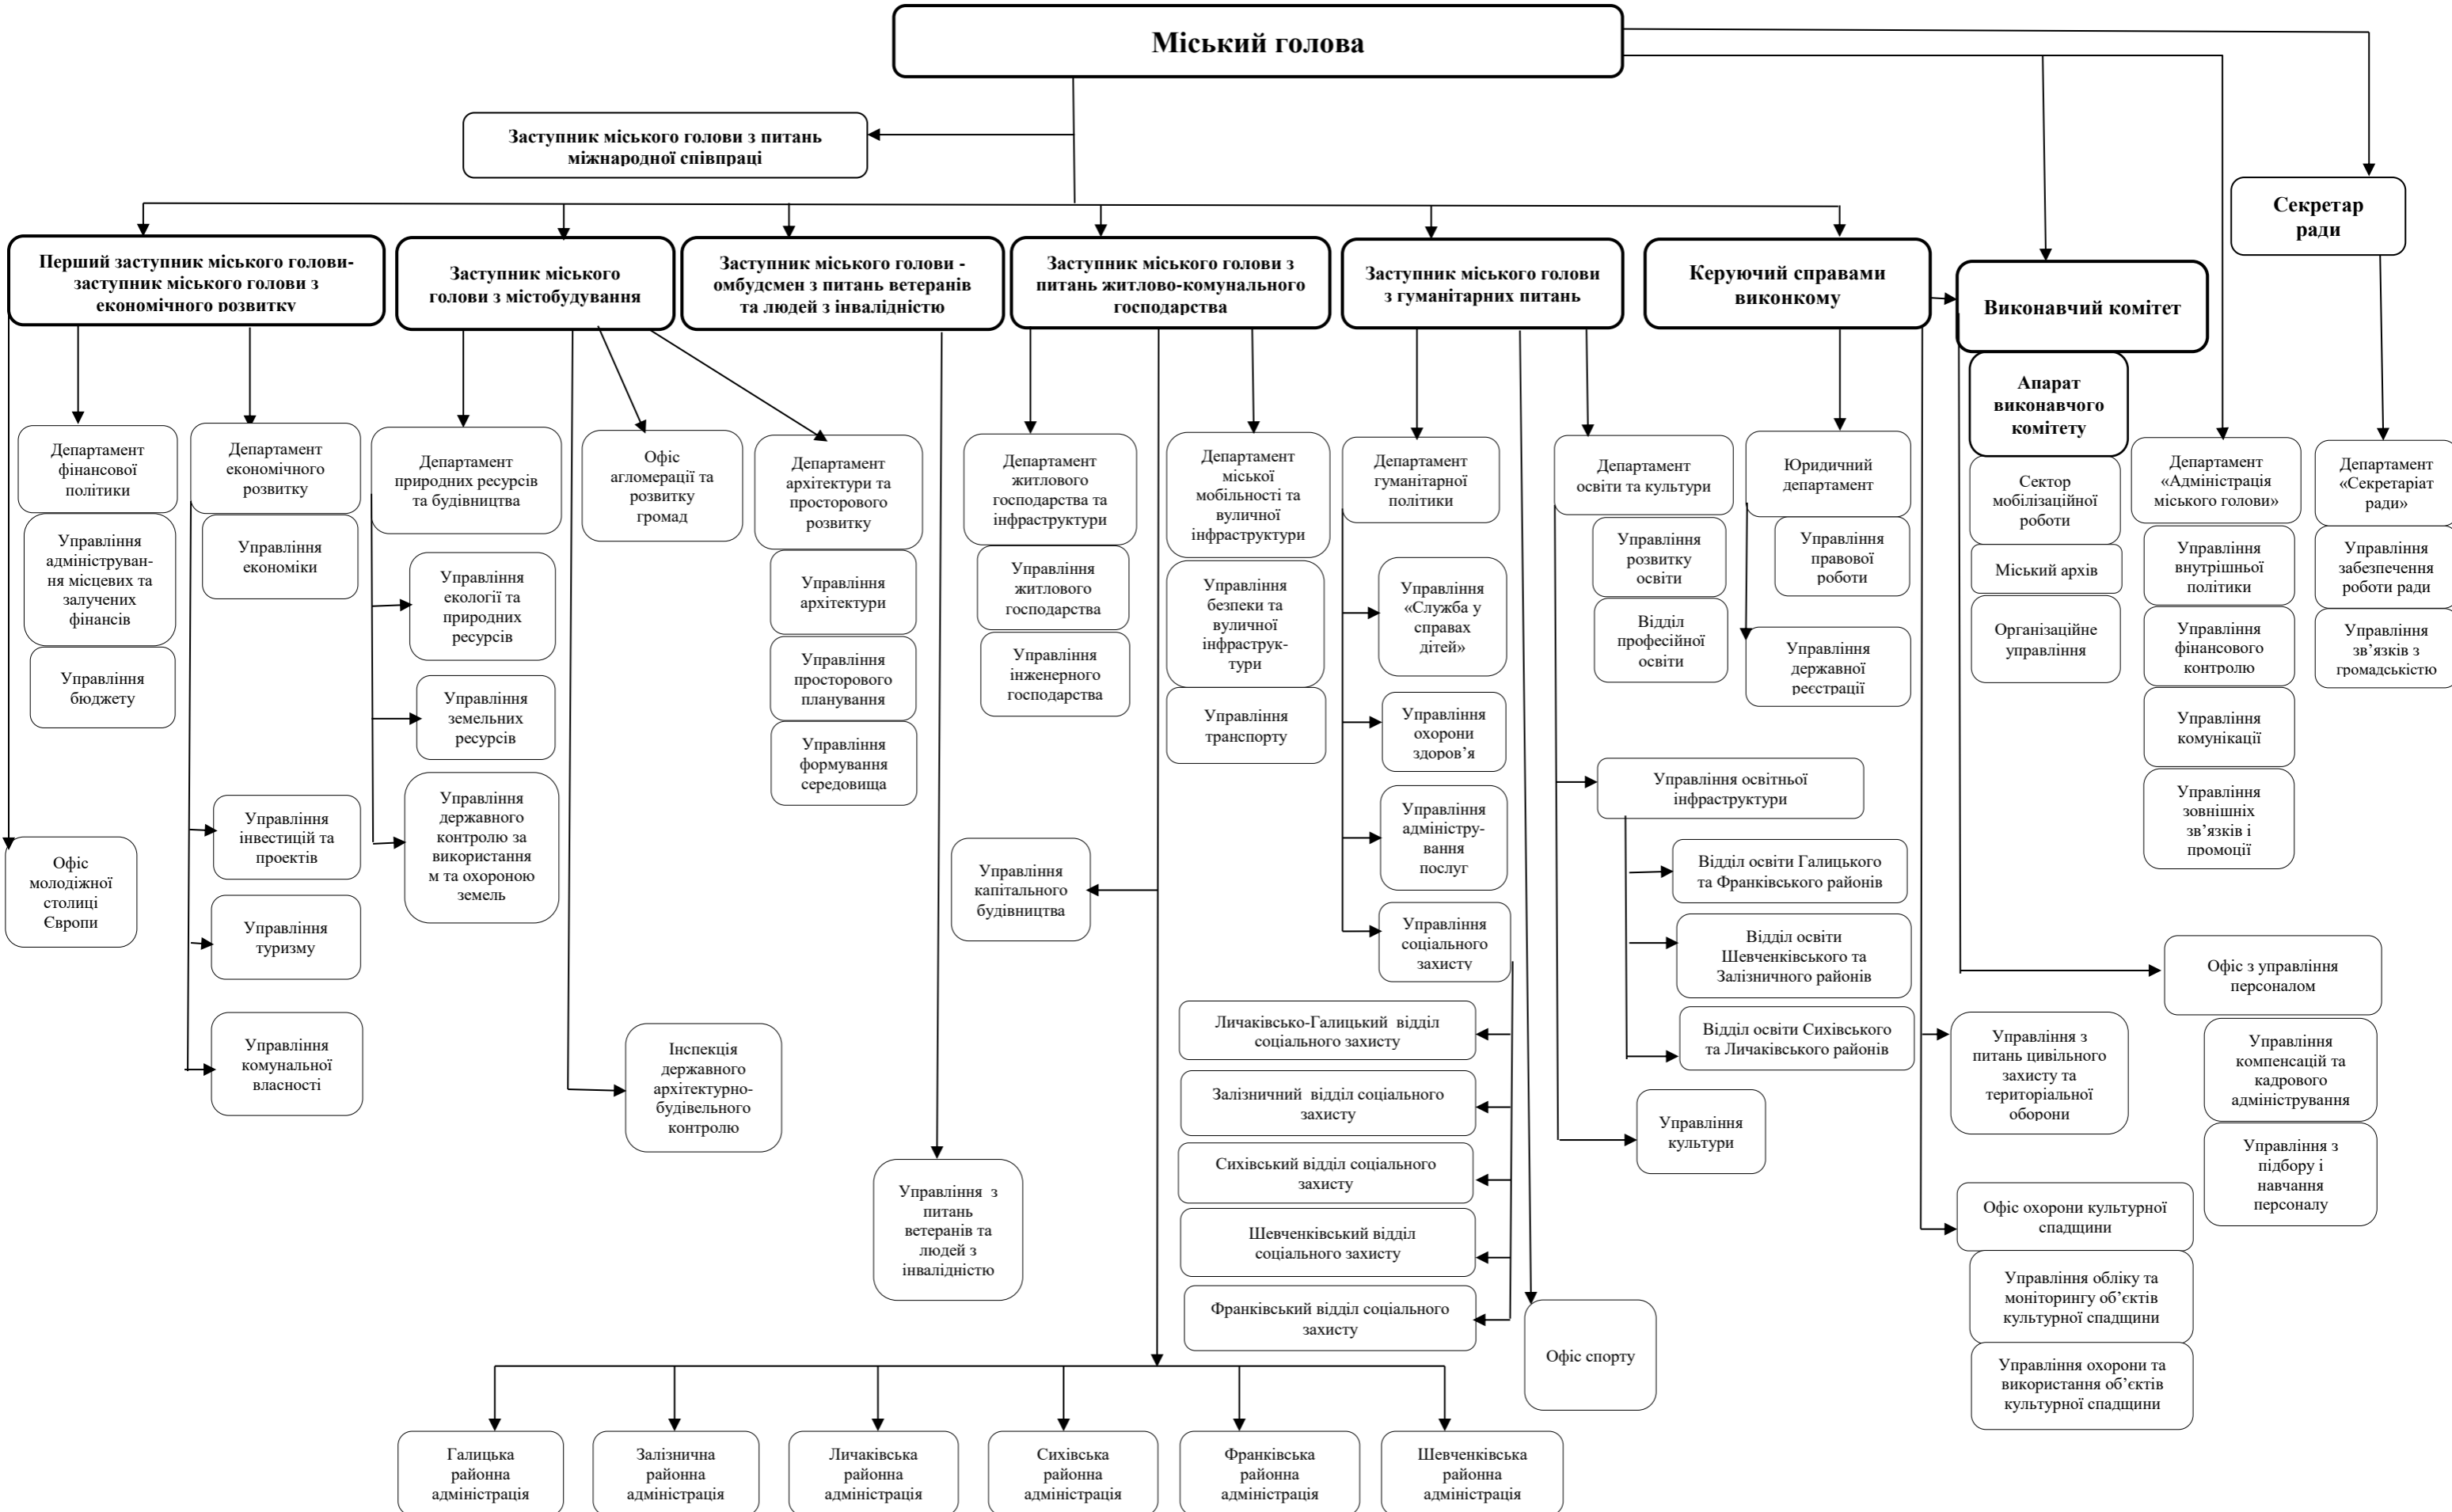 Міський голова
Заступник міського голови з питань
міжнародної співпраці
Секретар
ради
Перший заступник міського голови-
заступник міського голови з
економічного розвитку
Заступник міського
голови з містобудування
Заступник міського голови -
омбудсмен з питань ветеранів
та людей з інвалідністю
Заступник міського голови з
питань житлово-комунального
господарства
Заступник міського голови
з гуманітарних питань
Керуючий справами
виконкому
Виконавчий комітет
Апарат
виконавчого
комітету
Департамент
фінансової
політики
Управління
адмініструван-
ня місцевих та
залучених
фінансів
Управління
бюджету
Офіс
молодіжної
столиці
Європи
Департамент
економічного
розвитку
Управління
економіки
Управління
інвестицій та
проектів
Управління
туризму
Управління
комунальної
власності
Департамент
природних ресурсів
та будівництва
Управління
екології та
природних
ресурсів
Управління
земельних
ресурсів
Управління
державного
контролю за
використання
м та охороною
земель
Офіс
агломерації та
розвитку
громад
Інспекція
державного
архітектурно-
будівельного
контролю
Департамент
архітектури та
просторового
розвитку
Управління
архітектури
Управління
просторового
планування
Управління
формування
середовища
Управління  з
питань
ветеранів та
людей з
інвалідністю
Департамент
житлового
господарства та
інфраструктури
Управління
житлового
господарства
Управління
інженерного
господарства
Управління
капітального
будівництва
Департамент
міської
мобільності та
вуличної
інфраструктури
Управління
безпеки та
вуличної
інфраструк-
тури
Управління
транспорту
Департамент
гуманітарної
політики
Управління
«Служба у
справах
дітей»
Управління
охорони
здоров’я
Управління
адміністру-
вання
послуг
Управління
соціального
захисту
Личаківсько-Галицький  відділ
соціального захисту
Залізничний  відділ соціального
захисту
Сихівський відділ соціального
захисту
Шевченківський відділ
соціального захисту
Франківський відділ соціального
захисту
Офіс спорту
Департамент
освіти та культури
Управління
розвитку
освіти
Відділ
професійної
освіти
Управління освітньої
інфраструктури
Відділ освіти Галицького
та Франківського районів
Відділ освіти
Шевченківського та
Залізничного районів
Відділ освіти Сихівського
та Личаківського районів
Управління
культури
Юридичний
департамент
Управління
правової
роботи
Управління
державної
реєстрації
Сектор
мобілізаційної
роботи
Міський архів
Організаційне
управління
Департамент
«Адміністрація
міського голови»
Управління
внутрішньої
політики
Управління
фінансового
контролю
Управління
комунікації
Управління
зовнішніх
зв’язків і
промоції
Департамент
«Секретаріат
ради»
Управління
забезпечення
роботи ради
Управління
зв’язків з
громадськістю
Офіс з управління
персоналом
Управління
компенсацій та
кадрового
адміністрування
Управління з
підбору і
навчання
персоналу
Управління з
питань цивільного
захисту та
територіальної
оборони
Офіс охорони культурної
спадщини
Управління обліку та
моніторингу об’єктів
культурної спадщини
Управління охорони та
використання об’єктів
культурної спадщини
Галицька
районна
адміністрація
Залізнична
районна
адміністрація
Личаківська
районна
адміністрація
Сихівська
районна
адміністрація
Франківська
районна
адміністрація
Шевченківська
районна
адміністрація